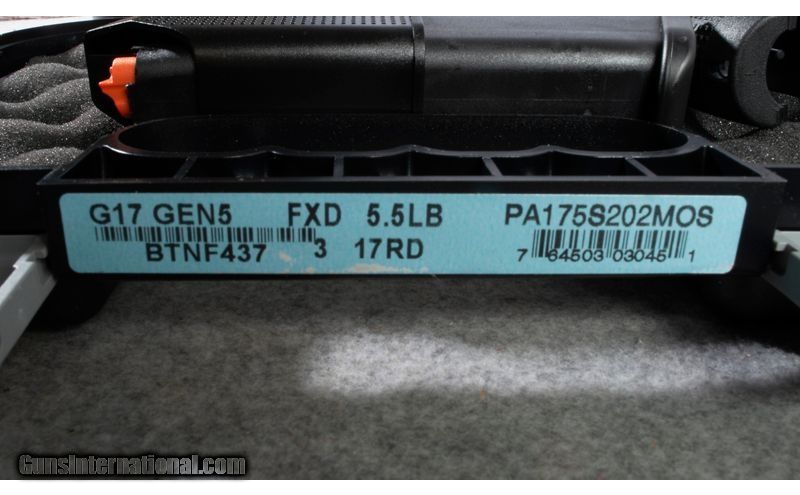 G17 GEN5 FXD 5.5LB PA175S202MOS
BTNF437 3 17RD 7 64503 03045 1
GunsInternational.com